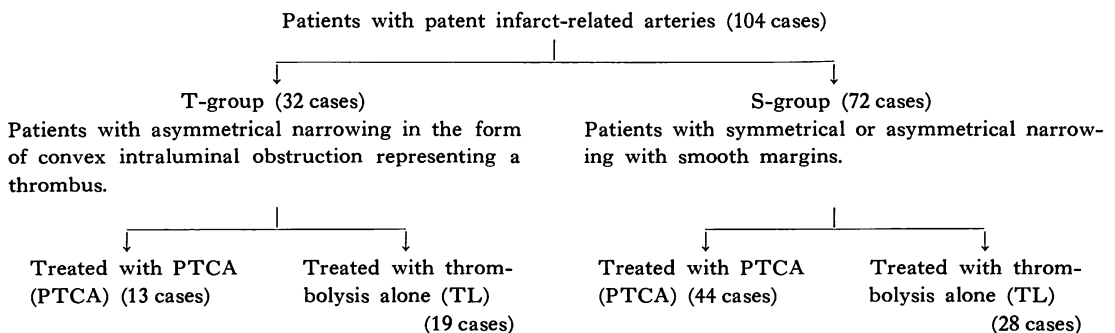 Patients with patent infarct-related arteries (104 cases)
T-group (32 cases)
Patients with asymmetrical narrowing in the form
of convex intraluminal obstruction representing a
thrombus.
S-group (72 cases)
Patients with symmetrical or asymmetrical narrow-
ing with smooth margins.
Treated with PTCA
(PTCA) (13 cases)
Treated with throm-
bolysis alone (TL)
(19 cases)
Treated with PTCA
(PTCA) (44 cases)
Treated with throm-
bolysis alone (TL)
(28 cases)